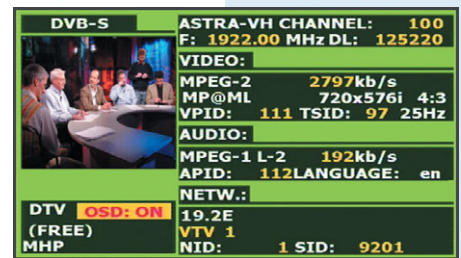 DVB-S
ASTRA-VH CHANNEL: 100
F: 1922.00 MHz DL: 125220
VIDEO:
MPEG-2 2797kb/s
MP@ML 720x576i 4:3
VPID: 111 TSID: 97 25Hz
AUDIO:
MPEG-1 L-2 192kb/s
APID: 112LANGUAGE: en
NETW.:
19.2E
VTV 1
NID: 1 SID: 9201
DTV OSD: ON
(FREE)
MHP